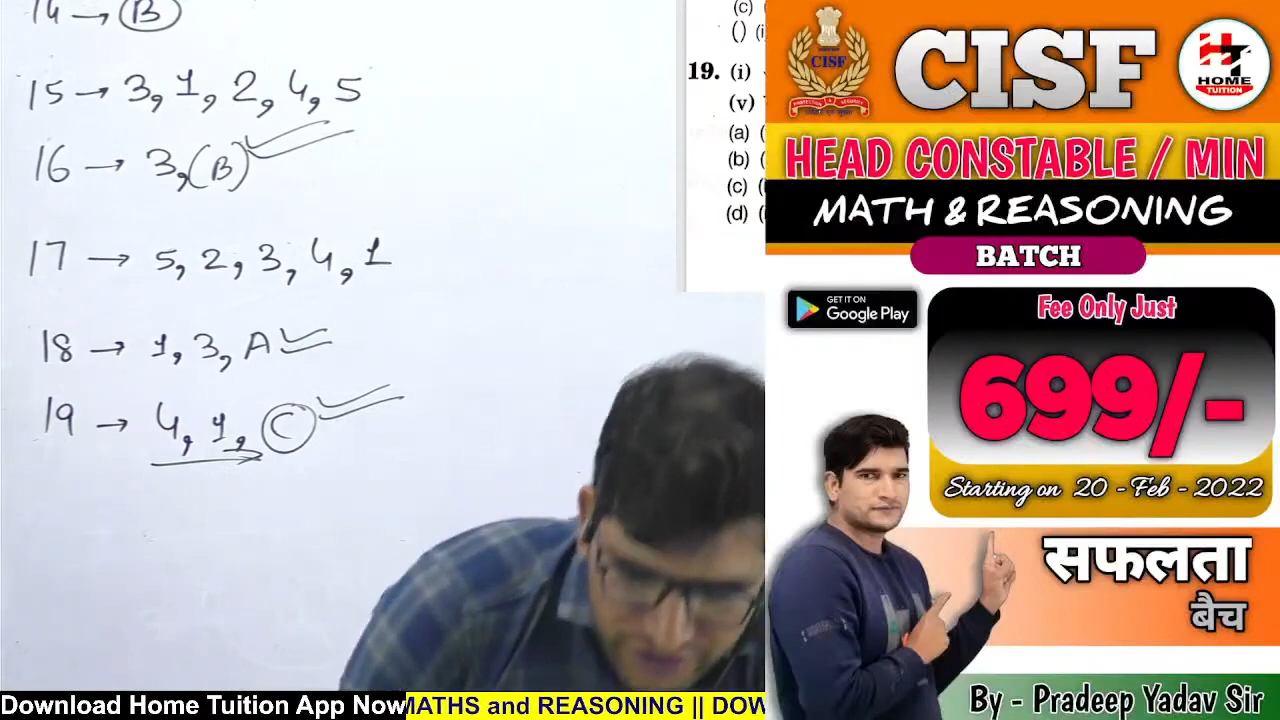 14 → B
15 → 3, 1, 2, 4, 5
16 → 3, (B)
17 → 5, 2, 3, 4, 1
18 → 1, 3, A
19 → 4, 1, C
(c)
() (i
19. (i)
(v)
(a) (
(b) (
(c) (i
(d) (i
CISF
CISF
HT
HOME
TUITION
HEAD CONSTABLE / MIN
MATH & REASONING
BATCH
GET IT ON
Google Play
Fee Only Just
699/-
Starting on 20 - Feb - 2022
सफलता
बैच
By - Pradeep Yadav Sir
Download Home Tuition App Now
MATHS and REASONING || DOW